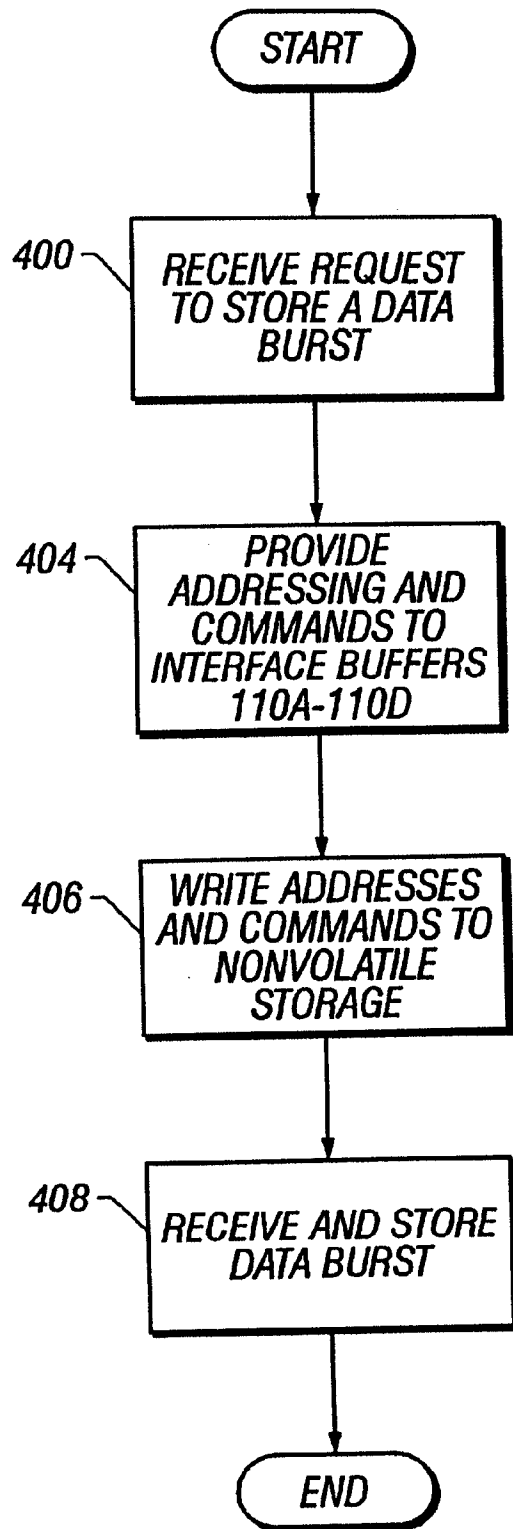 START
400
RECEIVE REQUEST
TO STORE A DATA
BURST
404
PROVIDE
ADDRESSING AND
COMMANDS TO
INTERFACE BUFFERS
110A-110D
406
WRITE ADDRESSES
AND COMMANDS TO
NONVOLATILE
STORAGE
408
RECEIVE AND STORE
DATA BURST
END